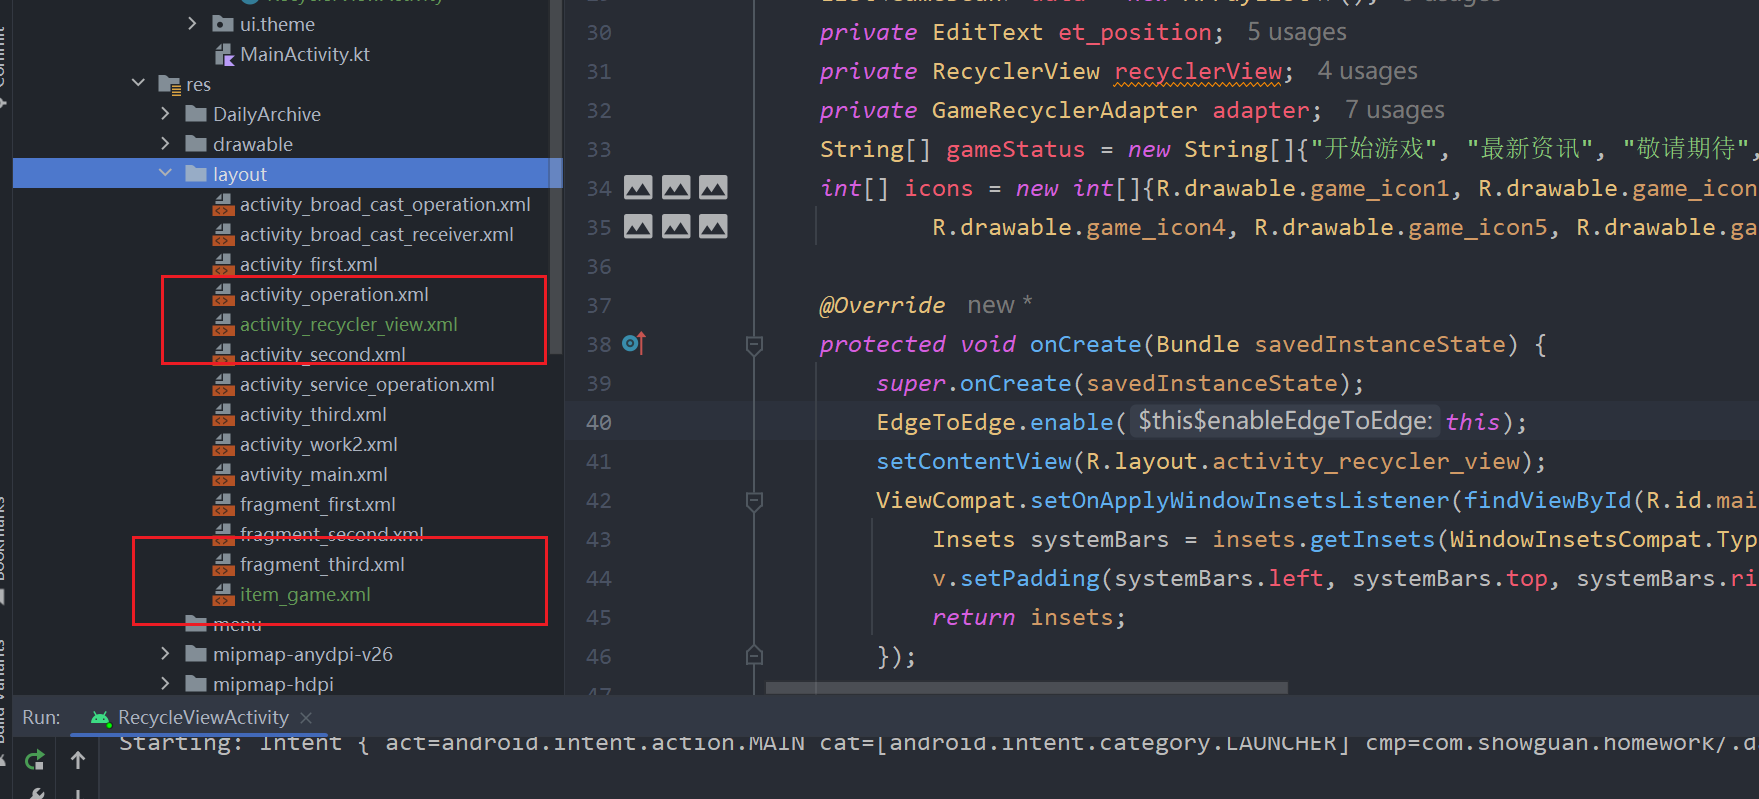 RecyclerViewActivity
ui.theme
MainActivity.kt
res
DailyArchive
drawable
layout
activity_broad_cast_operation.xml
activity_broad_cast_receiver.xml
activity_first.xml
activity_operation.xml
activity_recycler_view.xml
activity_second.xml
activity_service_operation.xml
activity_third.xml
activity_work2.xml
avtivity_main.xml
fragment_first.xml
fragment_second.xml
fragment_third.xml
item_game.xml
menu
mipmap-anydpi-v26
mipmap-hdpi
Bookmarks
Build Variants
30 private EditText et_position; 5 usages
31 private RecyclerView recyclerView; 4 usages
32 private GameRecyclerAdapter adapter; 7 usages
33 String[] gameStatus = new String[]{"开始游戏", "最新资讯", "敬请期待",
34 int[] icons = new int[]{R.drawable.game_icon1, R.drawable.game_icon
35 R.drawable.game_icon4, R.drawable.game_icon5, R.drawable.ga
36
37 @Override new *
38 protected void onCreate(Bundle savedInstanceState) {
39 super.onCreate(savedInstanceState);
40 EdgeToEdge.enable( $this$enableEdgeToEdge: this);
41 setContentView(R.layout.activity_recycler_view);
42 ViewCompat.setOnApplyWindowInsetsListener(findViewById(R.id.mai
43 Insets systemBars = insets.getInsets(WindowInsetsCompat.Typ
44 v.setPadding(systemBars.left, systemBars.top, systemBars.ri
45 return insets;
46 });
47
Run: RecycleViewActivity
Starting: Intent { act=android.intent.action.MAIN cat=[android.intent.category.LAUNCHER] cmp=com.showguan.homework/.d